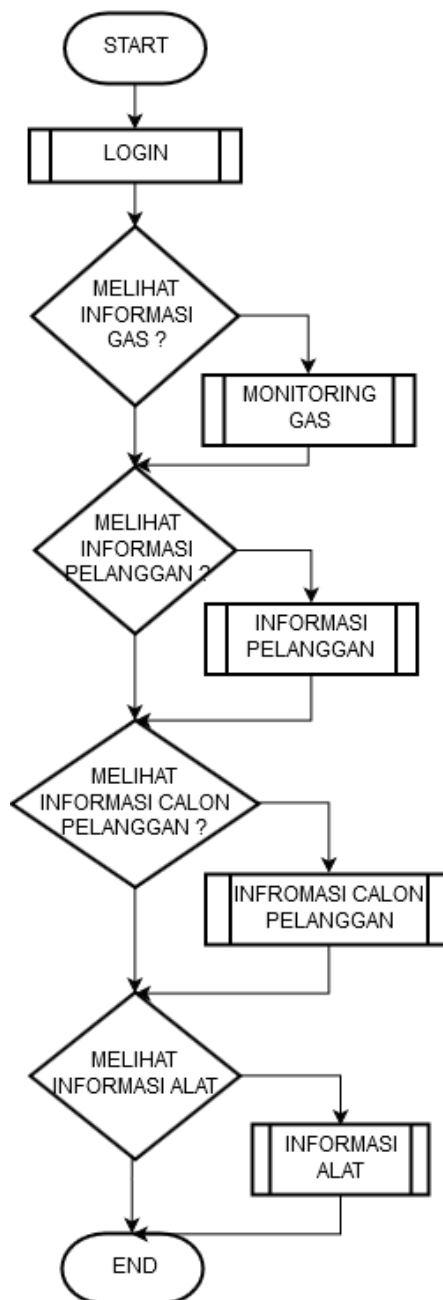 START
LOGIN
MELIHAT
INFORMASI
GAS ?
MONITORING
GAS
MELIHAT
INFORMASI
PELANGGAN ?
INFORMASI
PELANGGAN
MELIHAT
INFORMASI CALON
PELANGGAN ?
INFROMASI CALON
PELANGGAN
MELIHAT
INFORMASI ALAT
INFORMASI
ALAT
END